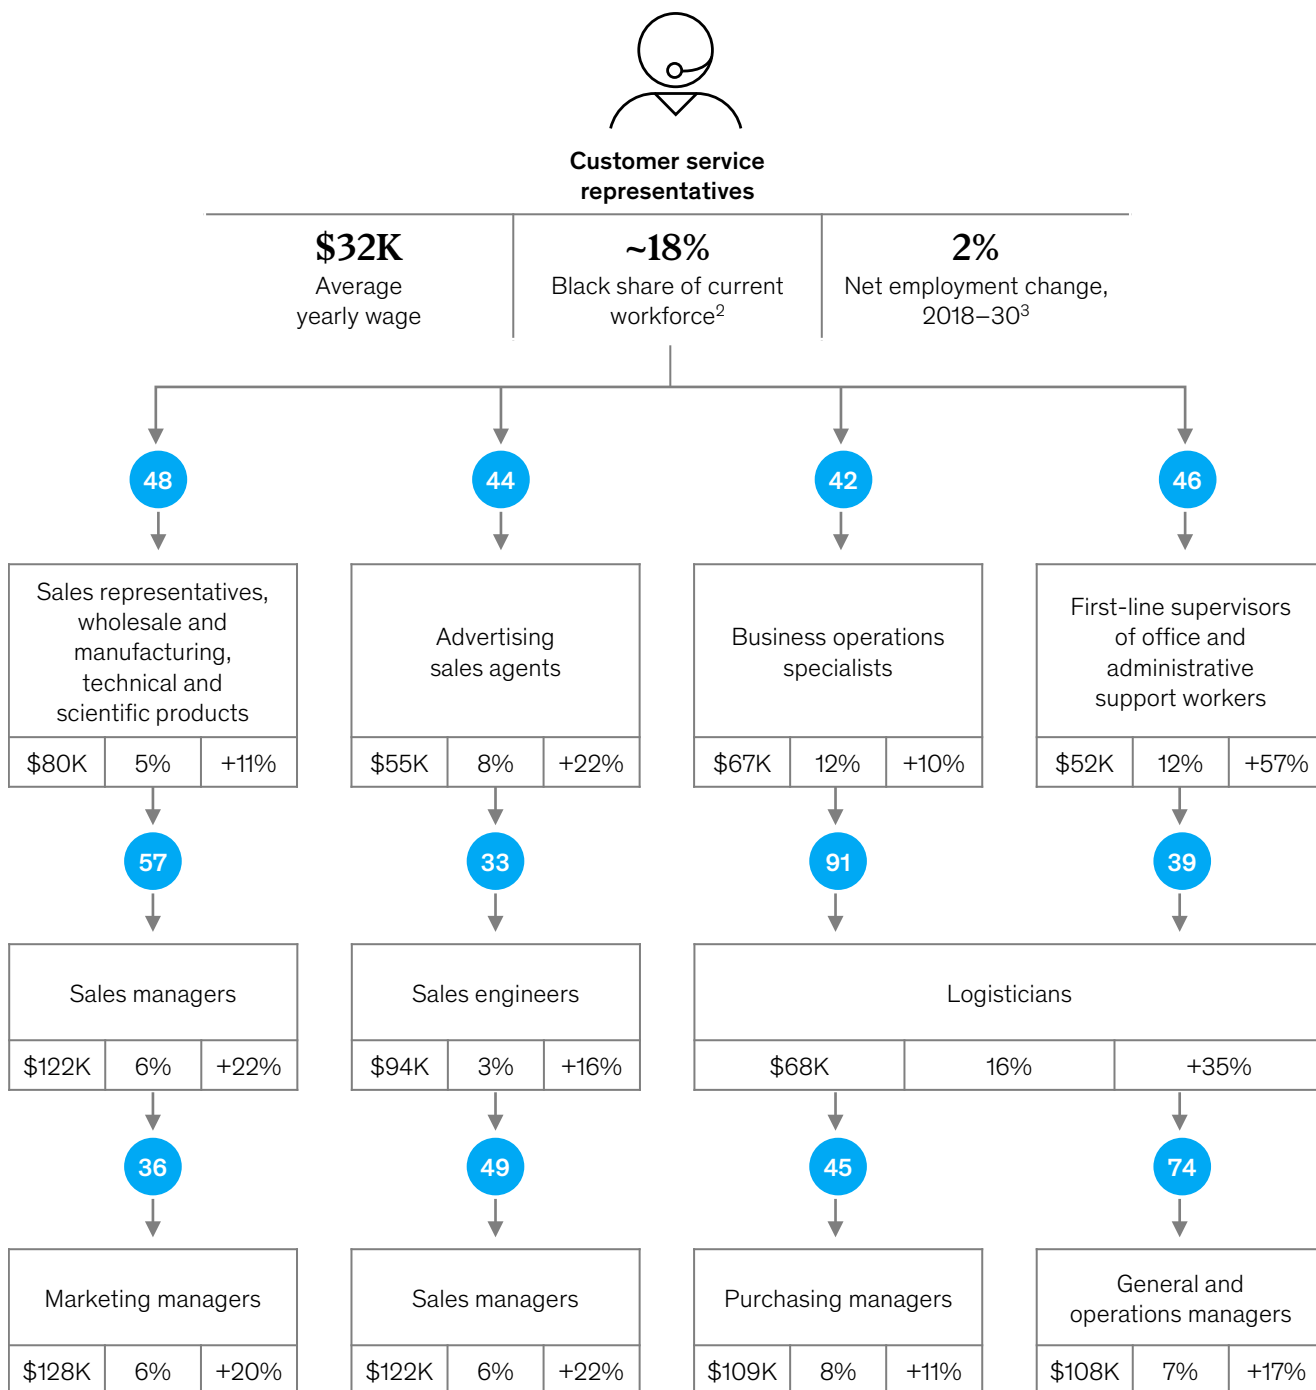 Customer service
representatives
$32K
Average
yearly wage
~18%
Black share of current
workforce2
2%
Net employment change,
2018–303
48
44
42
46
Sales representatives,
wholesale and
manufacturing,
technical and
scientific products
$80K 5% +11%
Advertising
sales agents
$55K 8% +22%
Business operations
specialists
$67K 12% +10%
First-line supervisors
of office and
administrative
support workers
$52K 12% +57%
57
33
91
39
Sales managers
$122K 6% +22%
Sales engineers
$94K 3% +16%
Logisticians
$68K 16% +35%
36
49
45
74
Marketing managers
$128K 6% +20%
Sales managers
$122K 6% +22%
Purchasing managers
$109K 8% +11%
General and
operations managers
$108K 7% +17%